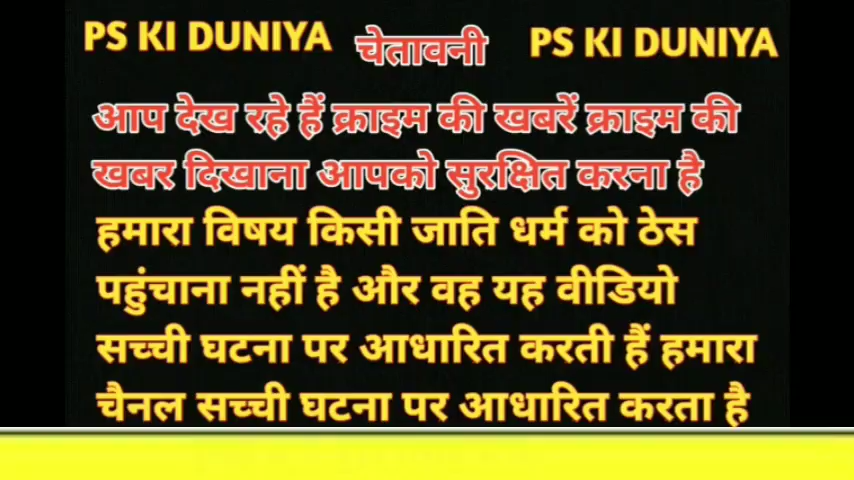 PS KI DUNIYA चेतावनी PS KI DUNIYA
आप देख रहे हैं क्राइम की खबरें क्राइम की
खबर दिखाना आपको सुरक्षित करना है
हमारा विषय किसी जाति धर्म को ठेस
पहुंचाना नहीं है और वह यह वीडियो
सच्ची घटना पर आधारित करती हैं हमारा
चैनल सच्ची घटना पर आधारित करता है